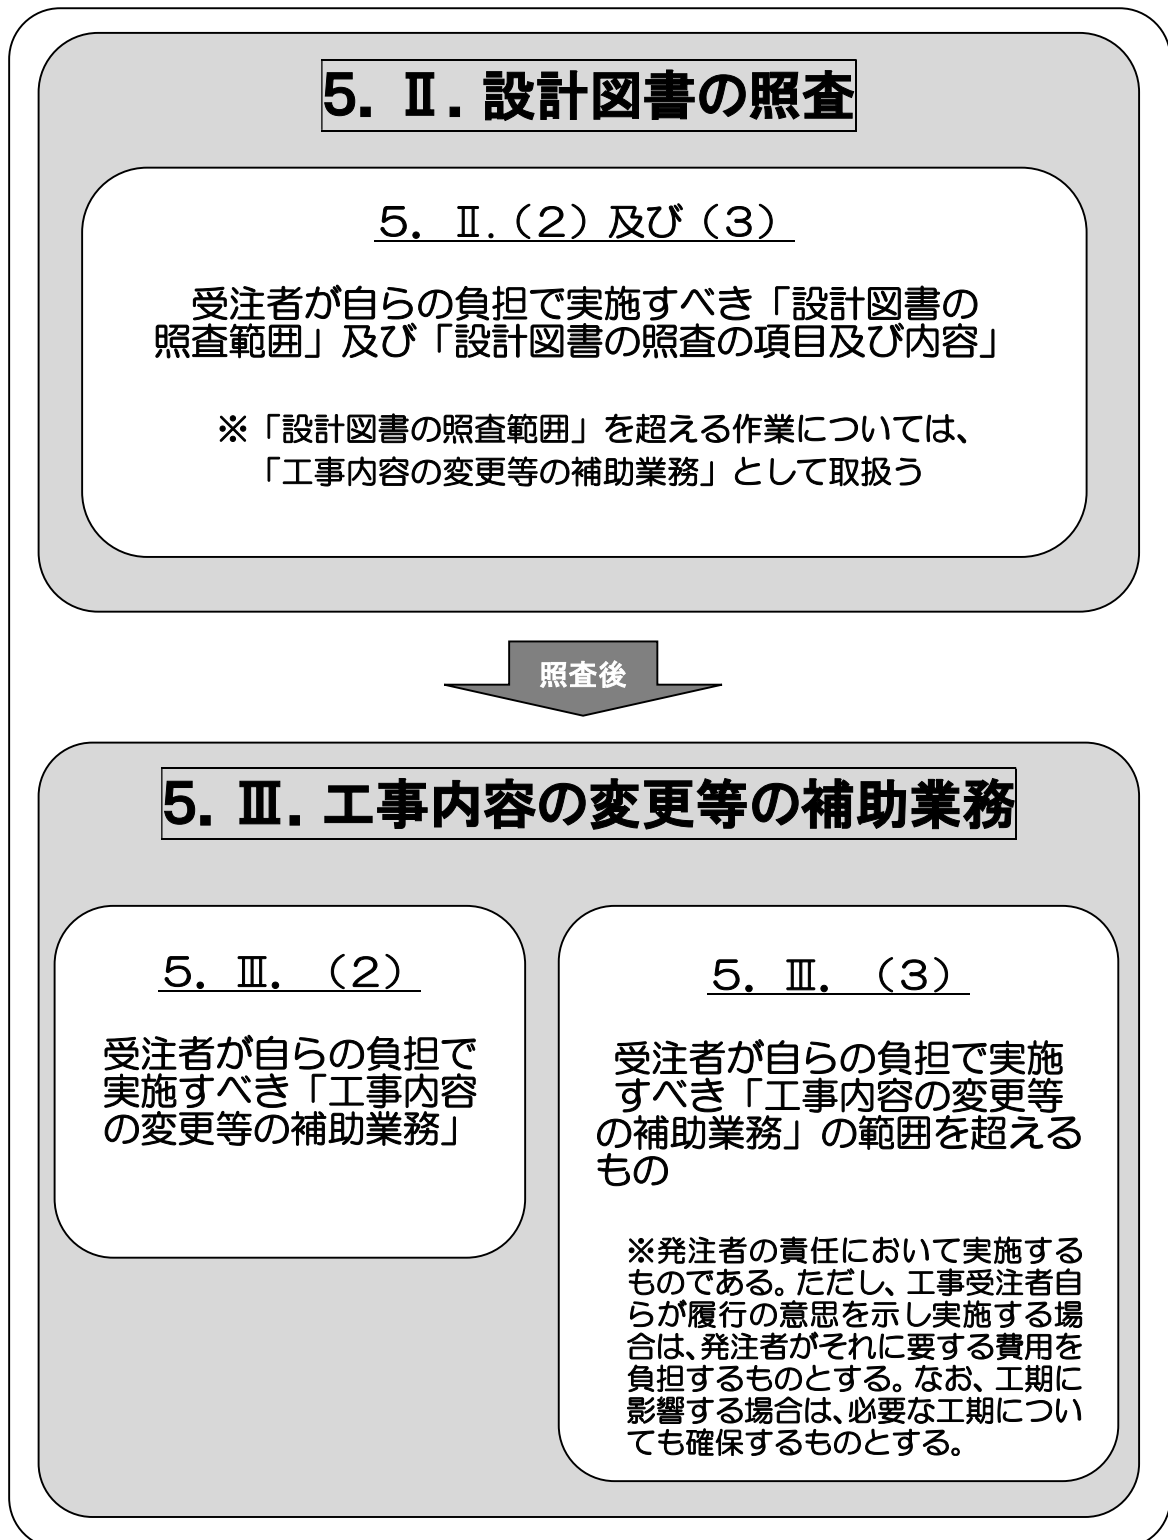 5. Ⅱ. 設計図書の照査
５．Ⅱ.（２）及び（３）
受注者が自らの負担で実施すべき「設計図書の
照査範囲」及び「設計図書の照査の項目及び内容」
※「設計図書の照査範囲」を超える作業については、
「工事内容の変更等の補助業務」として取扱う
照査後
5. Ⅲ. 工事内容の変更等の補助業務
５．Ⅲ．（２）
受注者が自らの負担で
実施すべき「工事内容
の変更等の補助業務」
５．Ⅲ．（３）
受注者が自らの負担で実施
すべき「工事内容の変更等
の補助業務」の範囲を超える
もの
※発注者の責任において実施する
ものである。ただし、工事受注者自
らが履行の意思を示し実施する場
合は、発注者がそれに要する費用を
負担するものとする。なお、工期に
影響する場合は、必要な工期につい
ても確保するものとする。